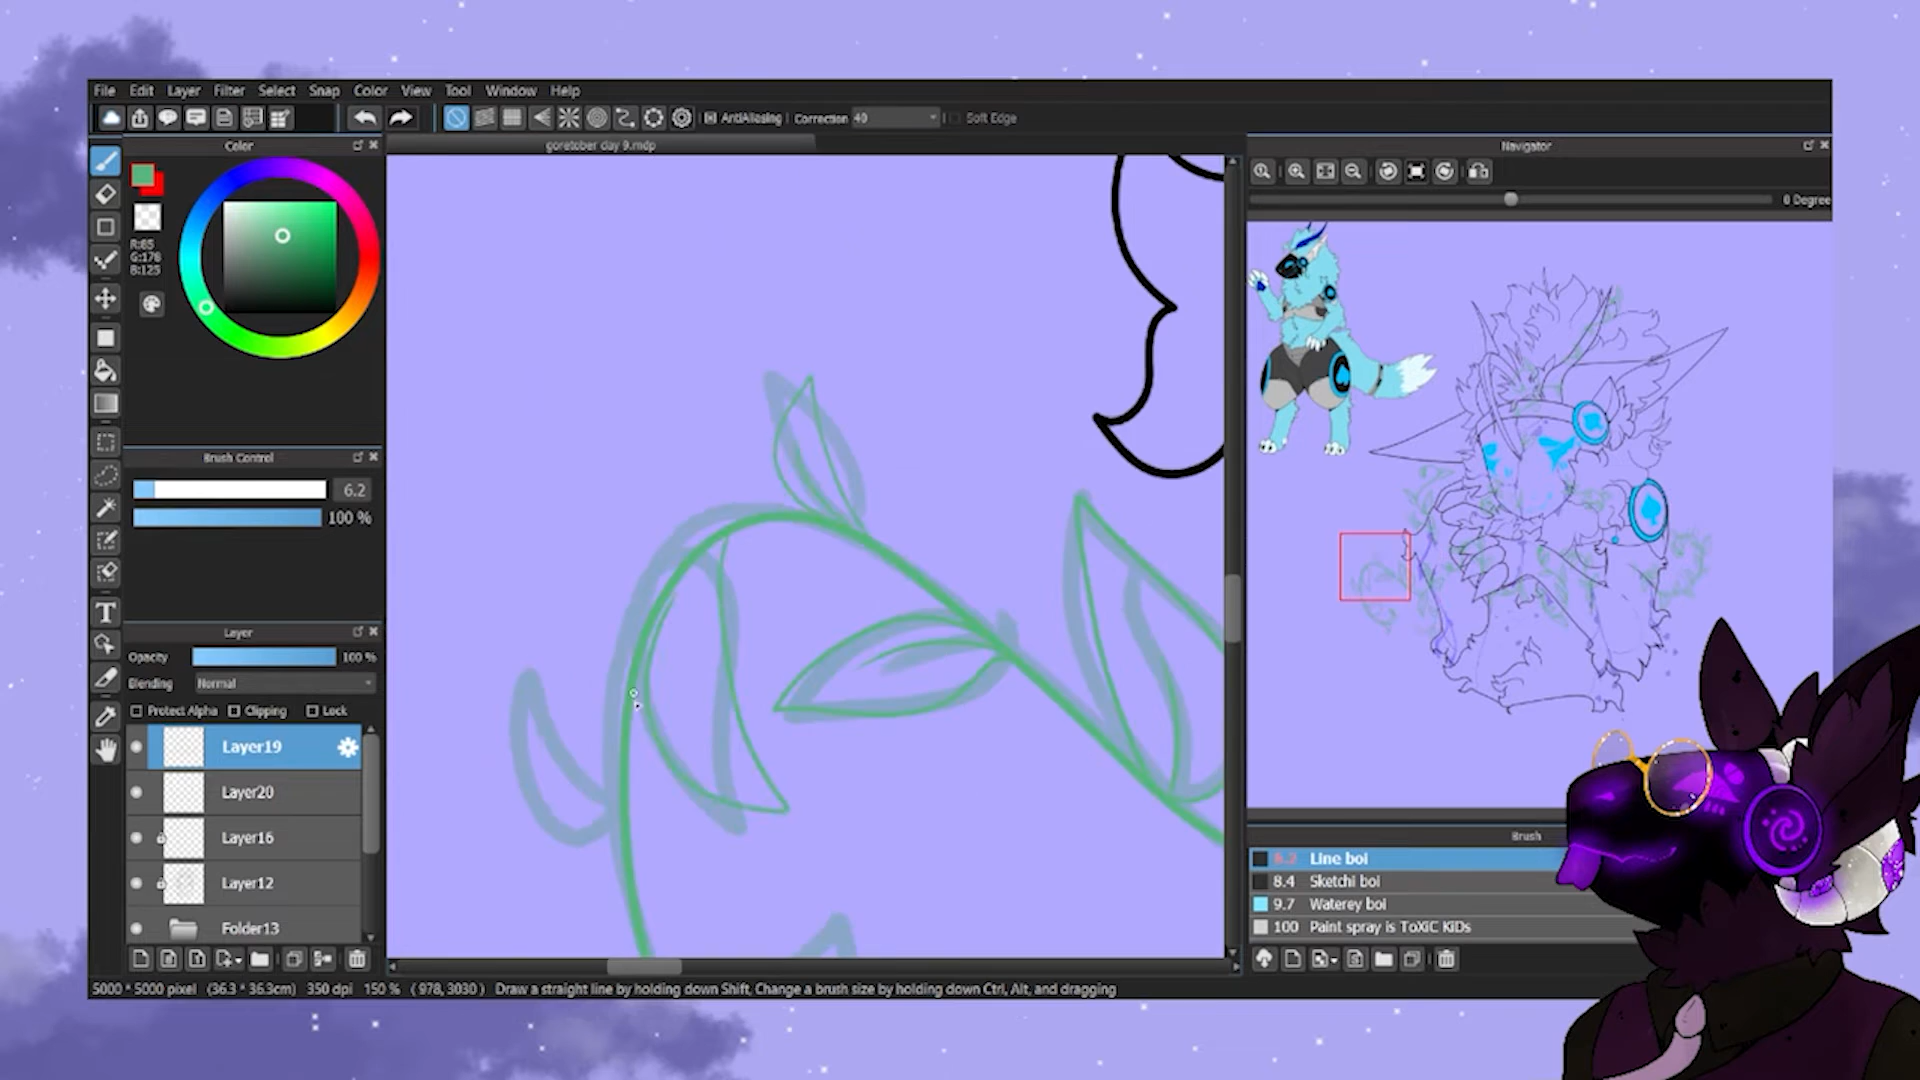 File Edit Layer Filter Select Snap Color View Tool Window Help
AntiAliasing Correction 40 Soft Edge
Color
goretober day 9.mdp
Navigator
0 Degree
R:85
G:178
B:125
Brush Control
6.2
100 %
Layer
Opacity 100 %
Blending Normal
Protect Alpha Clipping Lock
Layer19
Layer20
Layer16
Layer12
Folder13
Brush
6.2 Line boi
8.4 Sketchi boi
9.7 Waterey boi
100 Paint spray is ToXiC KiDs
5000 * 5000 pixel (36.3 * 36.3cm) 350 dpi 150 % ( 978, 3030 ) Draw a straight line by holding down Shift, Change a brush size by holding down Ctrl, Alt, and dragging